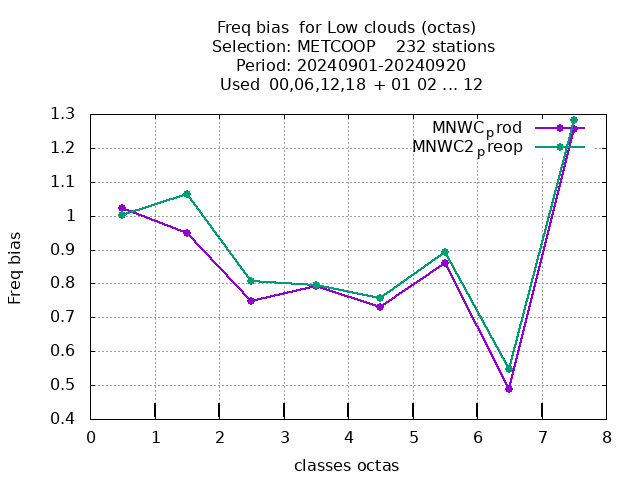 Freq bias  for Low clouds (octas)
Selection: METCOOP    232 stations
Period: 20240901-20240920
Used  00,06,12,18  + 01 02 ... 12
1.3
1.2
1.1
1
0.9
0.8
0.7
0.6
0.5
0.4
Freq bias
MNWCprod
MNWC2preop
0 1 2 3 4 5 6 7 8
classes octas